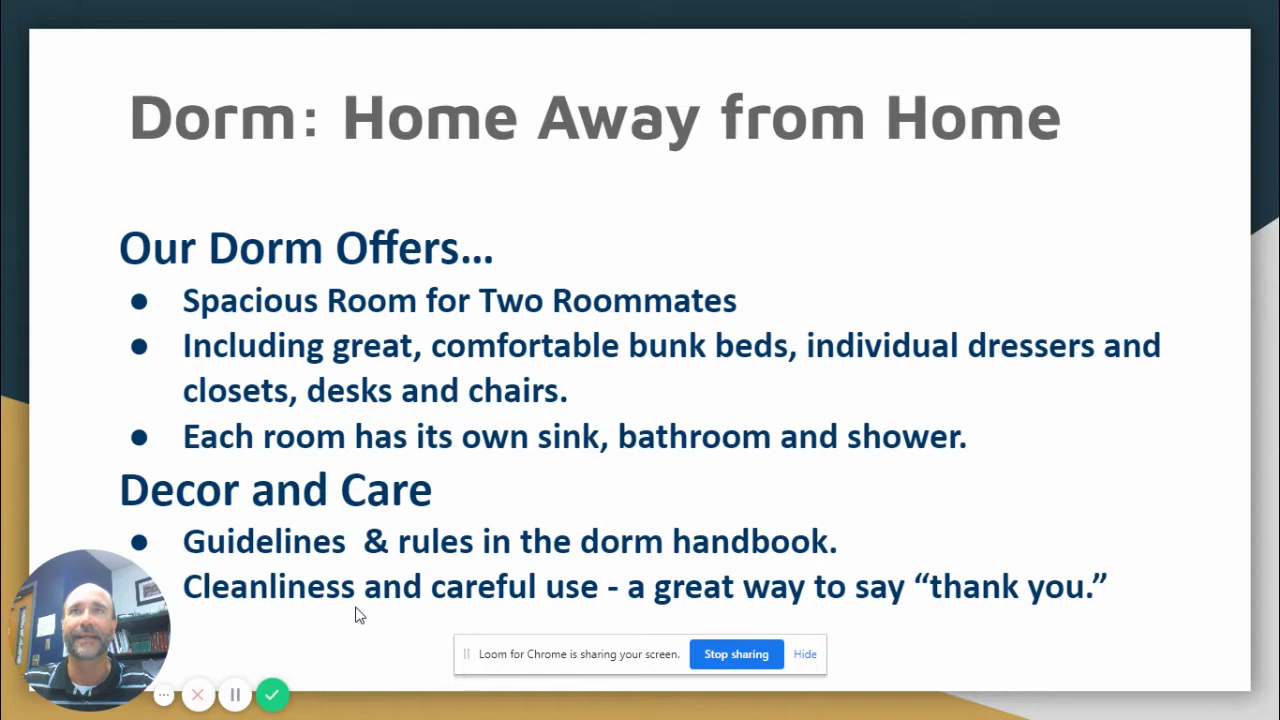 Dorm: Home Away from Home
Our Dorm Offers...
● Spacious Room for Two Roommates
● Including great, comfortable bunk beds, individual dressers and
closets, desks and chairs.
● Each room has its own sink, bathroom and shower.
Decor and Care
● Guidelines  & rules in the dorm handbook.
Cleanliness and careful use - a great way to say “thank you.”
Loom for Chrome is sharing your screen. Stop sharing Hide